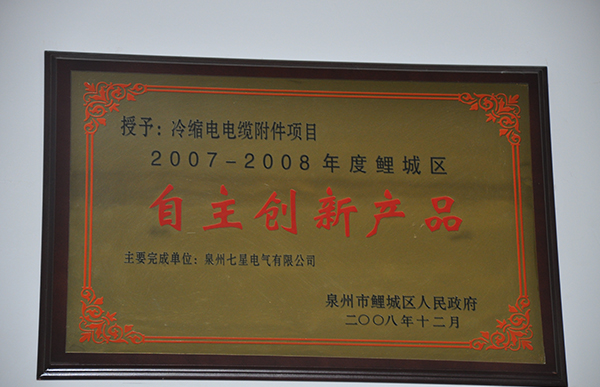 授予：冷缩电电缆附件项目
2007-2008年度鲤城区
自主创新产品
主要完成单位：泉州七星电气有限公司
泉州市鲤城区人民政府
二〇〇八年十二月